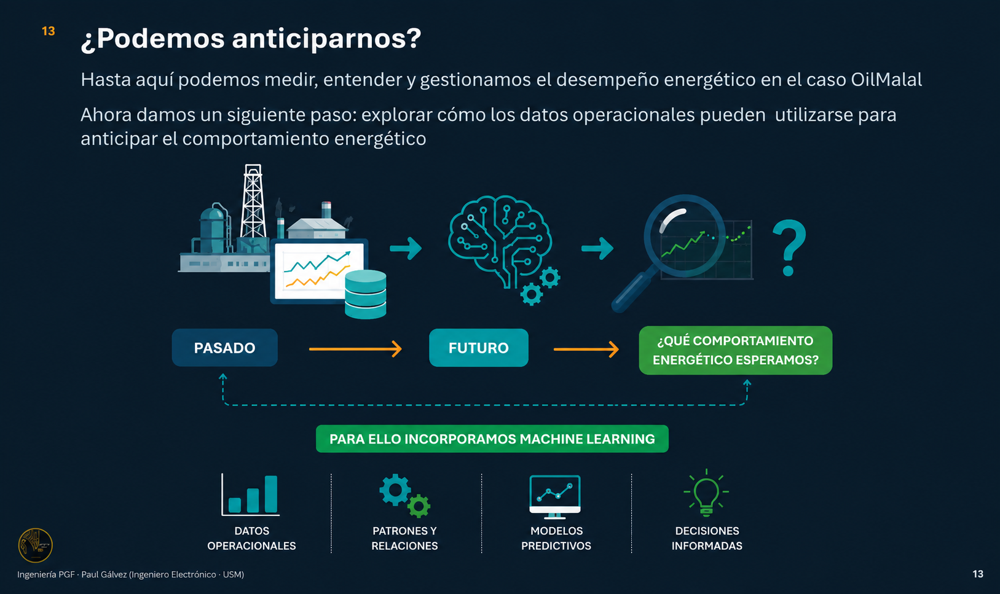 13
¿Podemos anticiparnos?
Hasta aquí podemos medir, entender y gestionamos el desempeño energético en el caso OilMalal
Ahora damos un siguiente paso: explorar cómo los datos operacionales pueden  utilizarse para
anticipar el comportamiento energético
?
PASADO
FUTURO
¿QUÉ COMPORTAMIENTO
ENERGÉTICO ESPERAMOS?
PARA ELLO INCORPORAMOS MACHINE LEARNING
DATOS
OPERACIONALES
PATRONES Y
RELACIONES
MODELOS
PREDICTIVOS
DECISIONES
INFORMADAS
Ingeniería PGF · Paul Gálvez (Ingeniero Electrónico · USM)
13